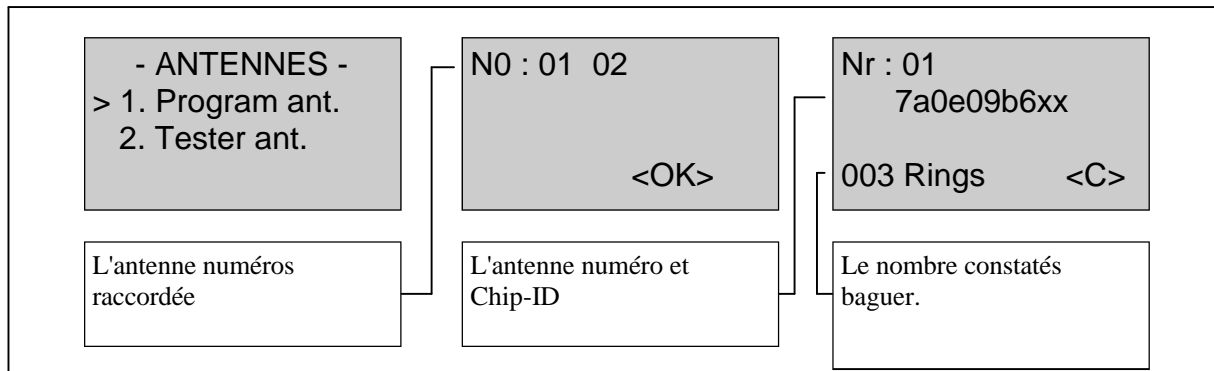 - ANTENNES -
> 1. Program ant.
2. Tester ant.
N0 : 01 02
<OK>
Nr : 01
7a0e09b6xx
003 Rings <C>
L'antenne numéros
raccordée
L'antenne numéro et
Chip-ID
Le nombre constatés
baguer.